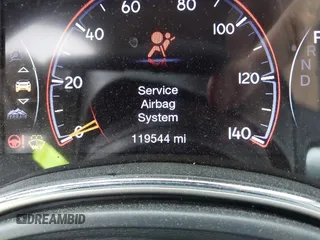 60 80
40 100
20 120
0 140
R
N
D
Service
Airbag
System
119544 mi
DREAMBID